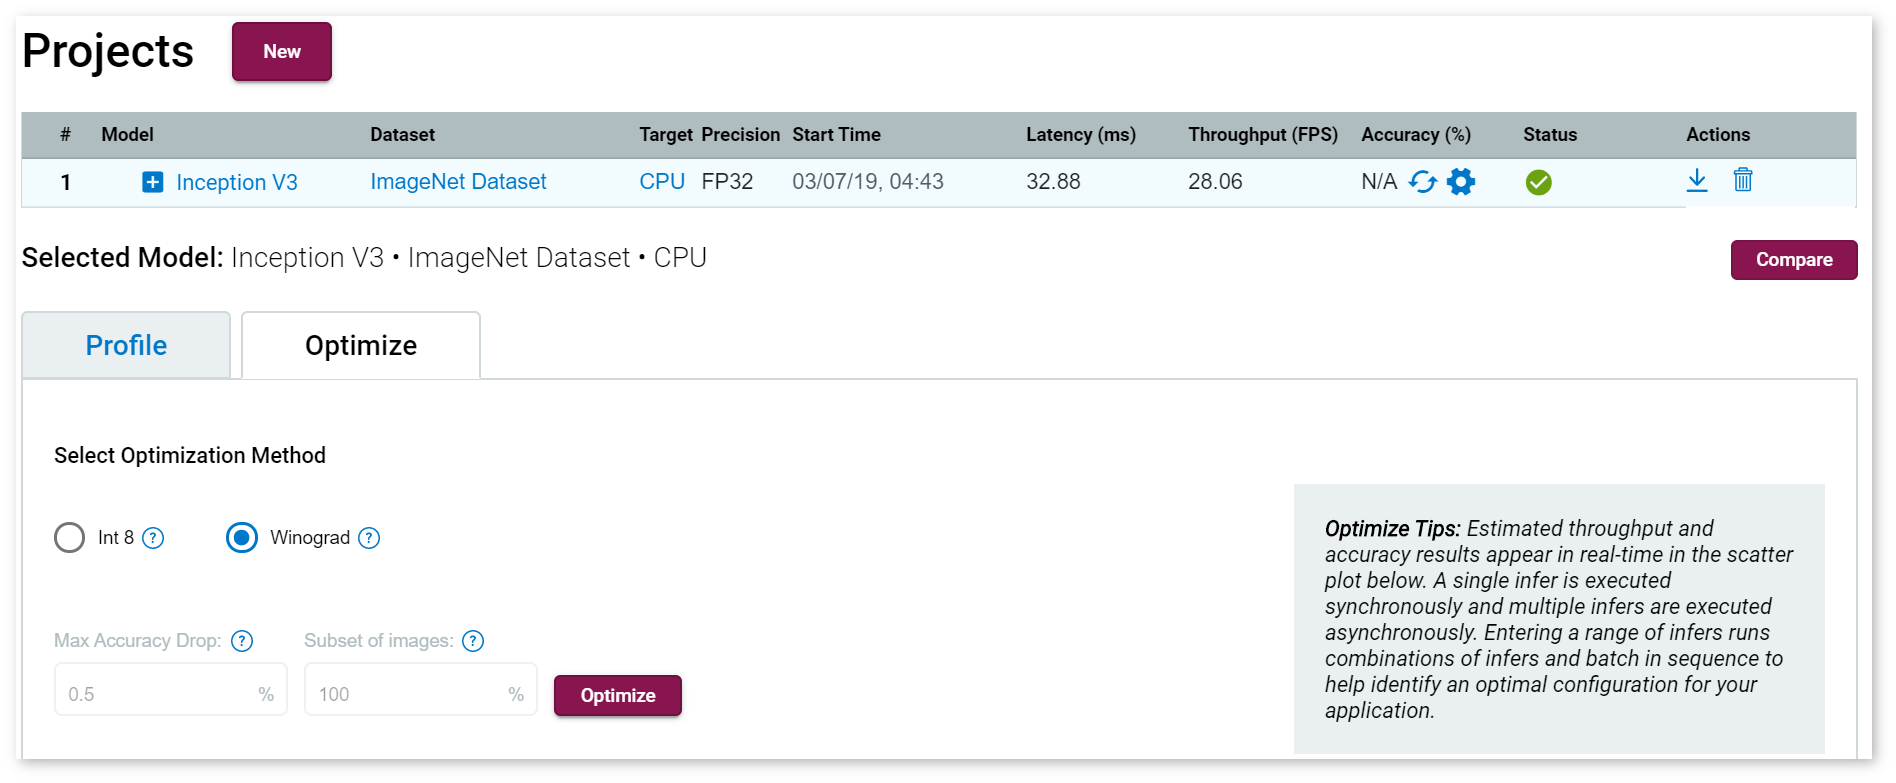 Projects New
# Model Dataset Target Precision Start Time Latency (ms) Throughput (FPS) Accuracy (%) Status Actions
1 Inception V3 ImageNet Dataset CPU FP32 03/07/19, 04:43 32.88 28.06 N/A
Selected Model: Inception V3 • ImageNet Dataset • CPU Compare
Profile Optimize
Select Optimization Method
Int 8 ? Winograd ?
Max Accuracy Drop: ? Subset of images: ?
0.5 % 100 % Optimize
Optimize Tips: Estimated throughput and
accuracy results appear in real-time in the scatter
plot below. A single infer is executed
synchronously and multiple infers are executed
asynchronously. Entering a range of infers runs
combinations of infers and batch in sequence to
help identify an optimal configuration for your
application.